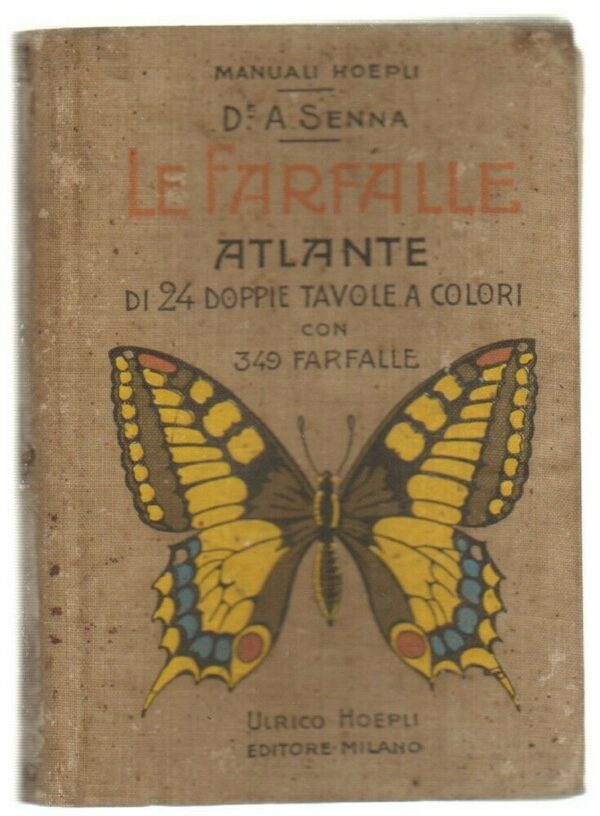 MANUALI HOEPLI
Dr A. SENNA
LE FARFALLE
ATLANTE
DI 24 DOPPIE TAVOLE A COLORI
CON
349 FARFALLE
ULRICO HOEPLI
EDITORE-MILANO